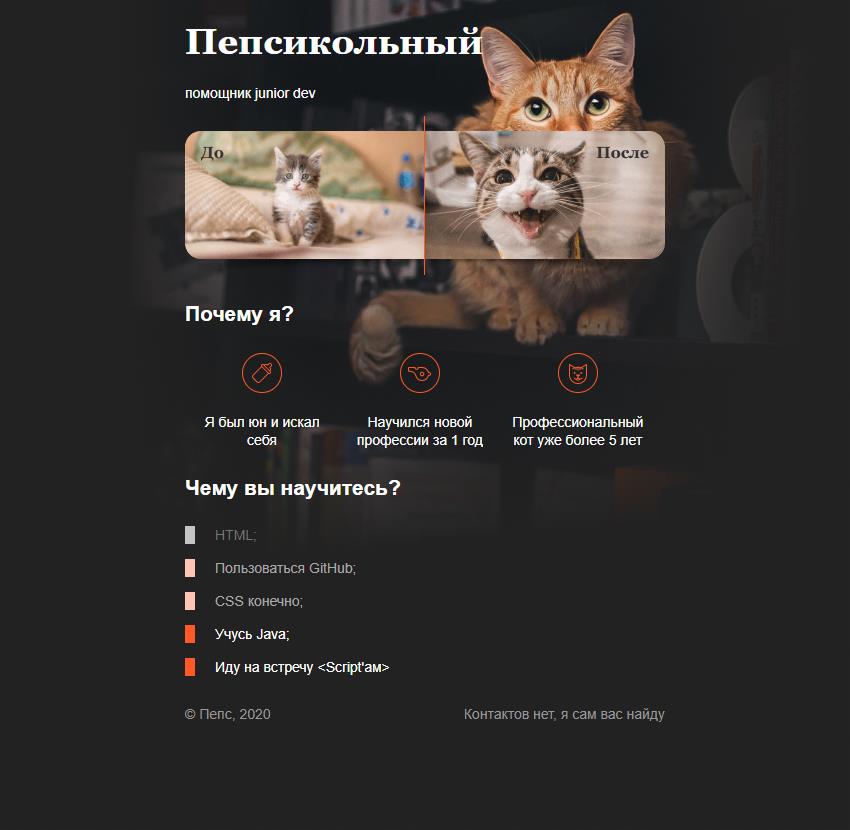 Пепсикольный
помощник junior dev
До
После
Почему я?
Я был юн и искал
себя
Научился новой
профессии за 1 год
Профессиональный
кот уже более 5 лет
Чему вы научитесь?
HTML;
Пользоваться GitHub;
CSS конечно;
Учусь Java;
Иду на встречу <Script'ам>
© Пепс, 2020
Контактов нет, я сам вас найду